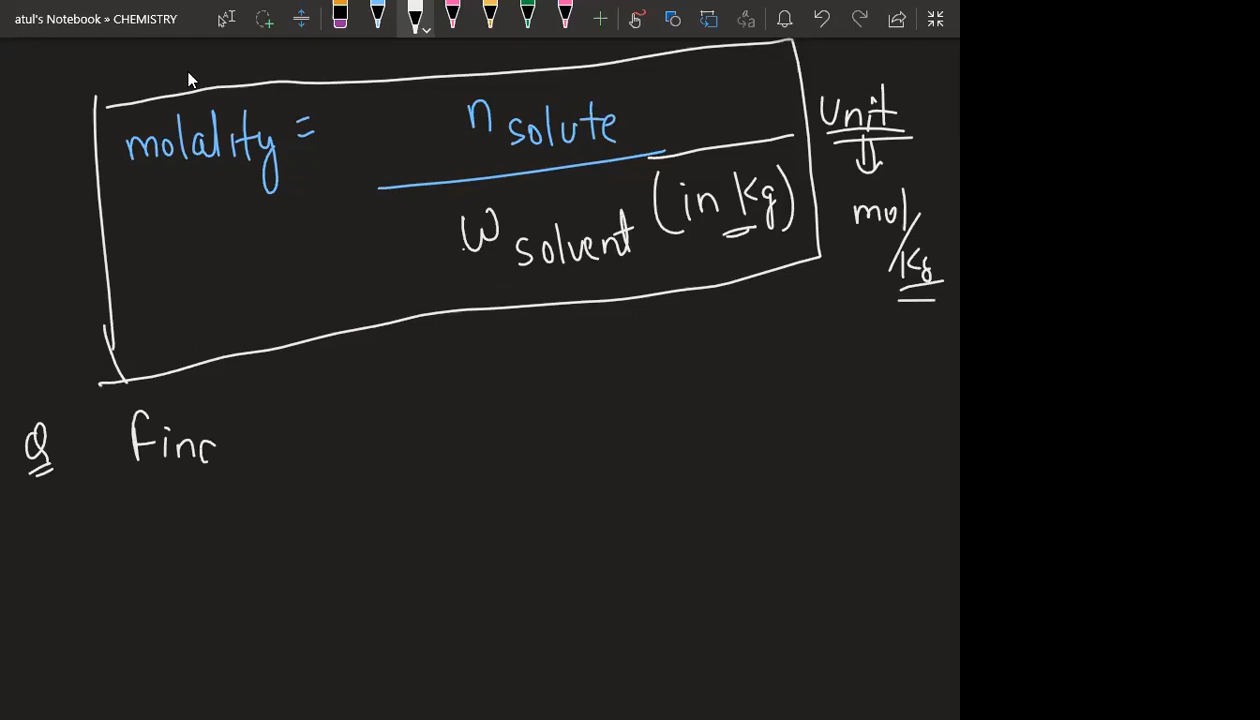 atul's Notebook » CHEMISTRY
molality = n solute
W solvent (in Kg)
Unit
mol/
Kg
Q Finc